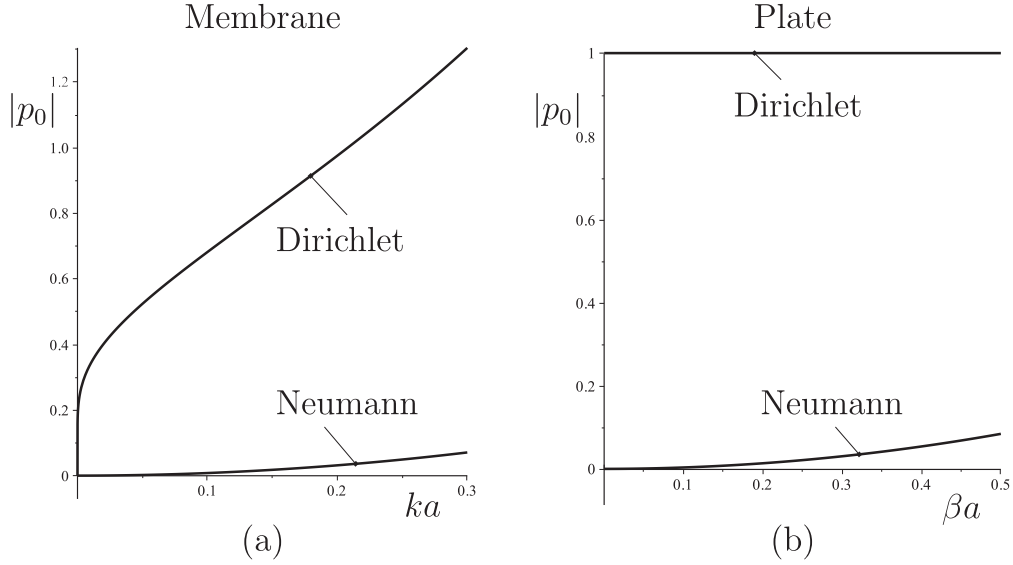 Membrane
|p₀|
1.2
1.0
0.8
0.6
0.4
0.2
0
Dirichlet
Neumann
0.1 0.2 0.3
ka
(a)
Plate
|p₀|
1
0.8
0.6
0.4
0.2
0
Dirichlet
Neumann
0.1 0.2 0.3 0.4 0.5
βa
(b)